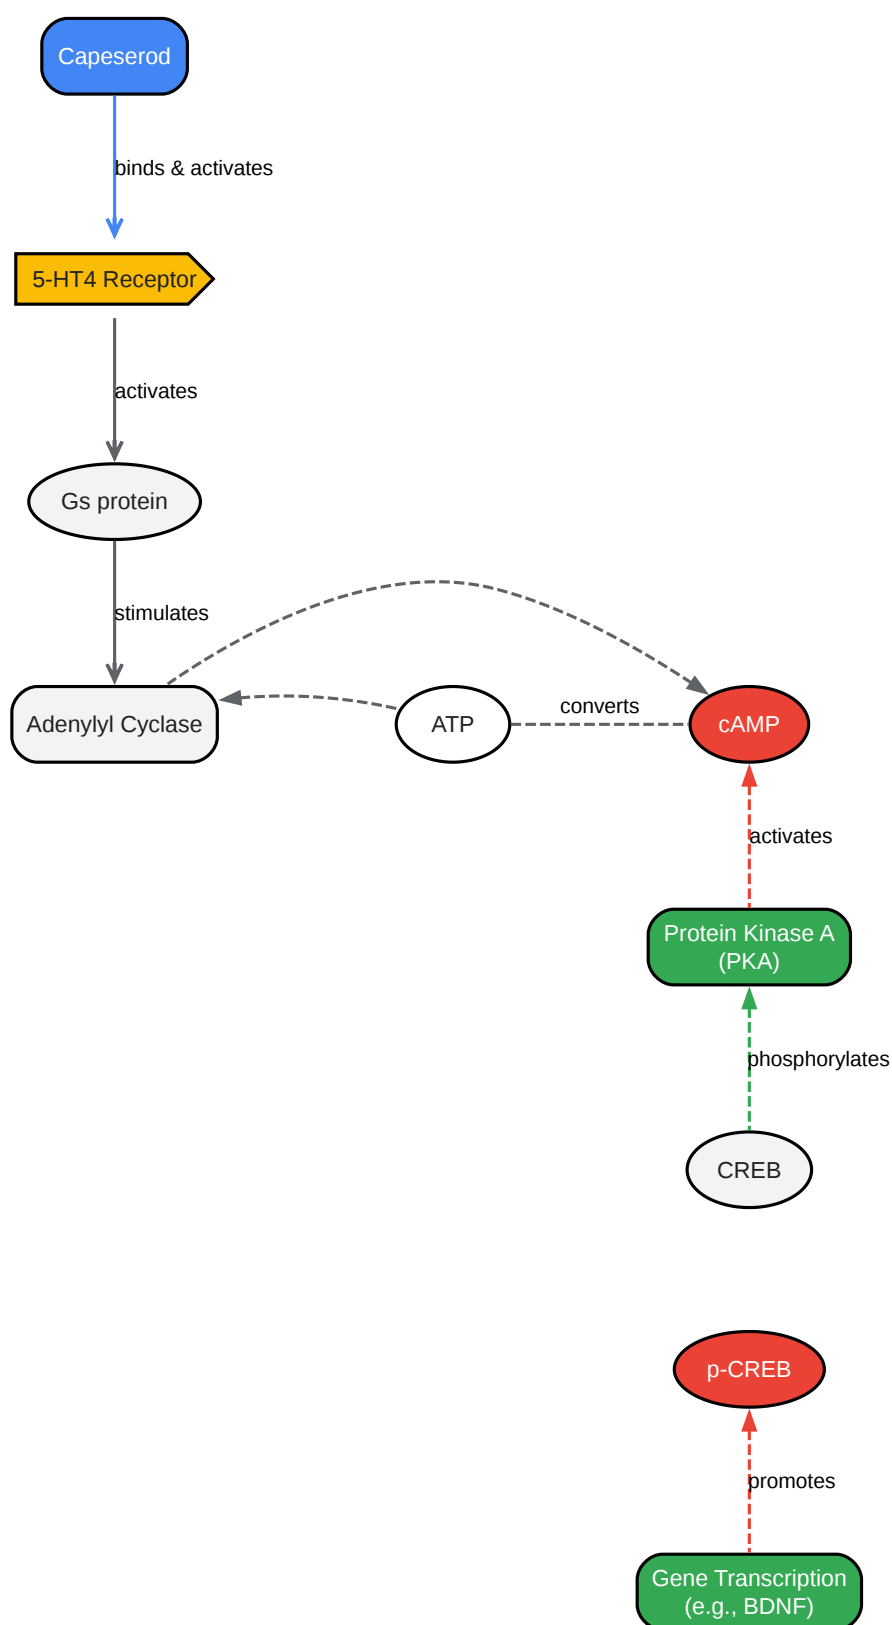 Capeserod
binds & activates
5-HT4 Receptor
activates
Gs protein
stimulates
Adenylyl Cyclase
ATP
converts
cAMP
activates
Protein Kinase A
(PKA)
phosphorylates
CREB
p-CREB
promotes
Gene Transcription
(e.g., BDNF)